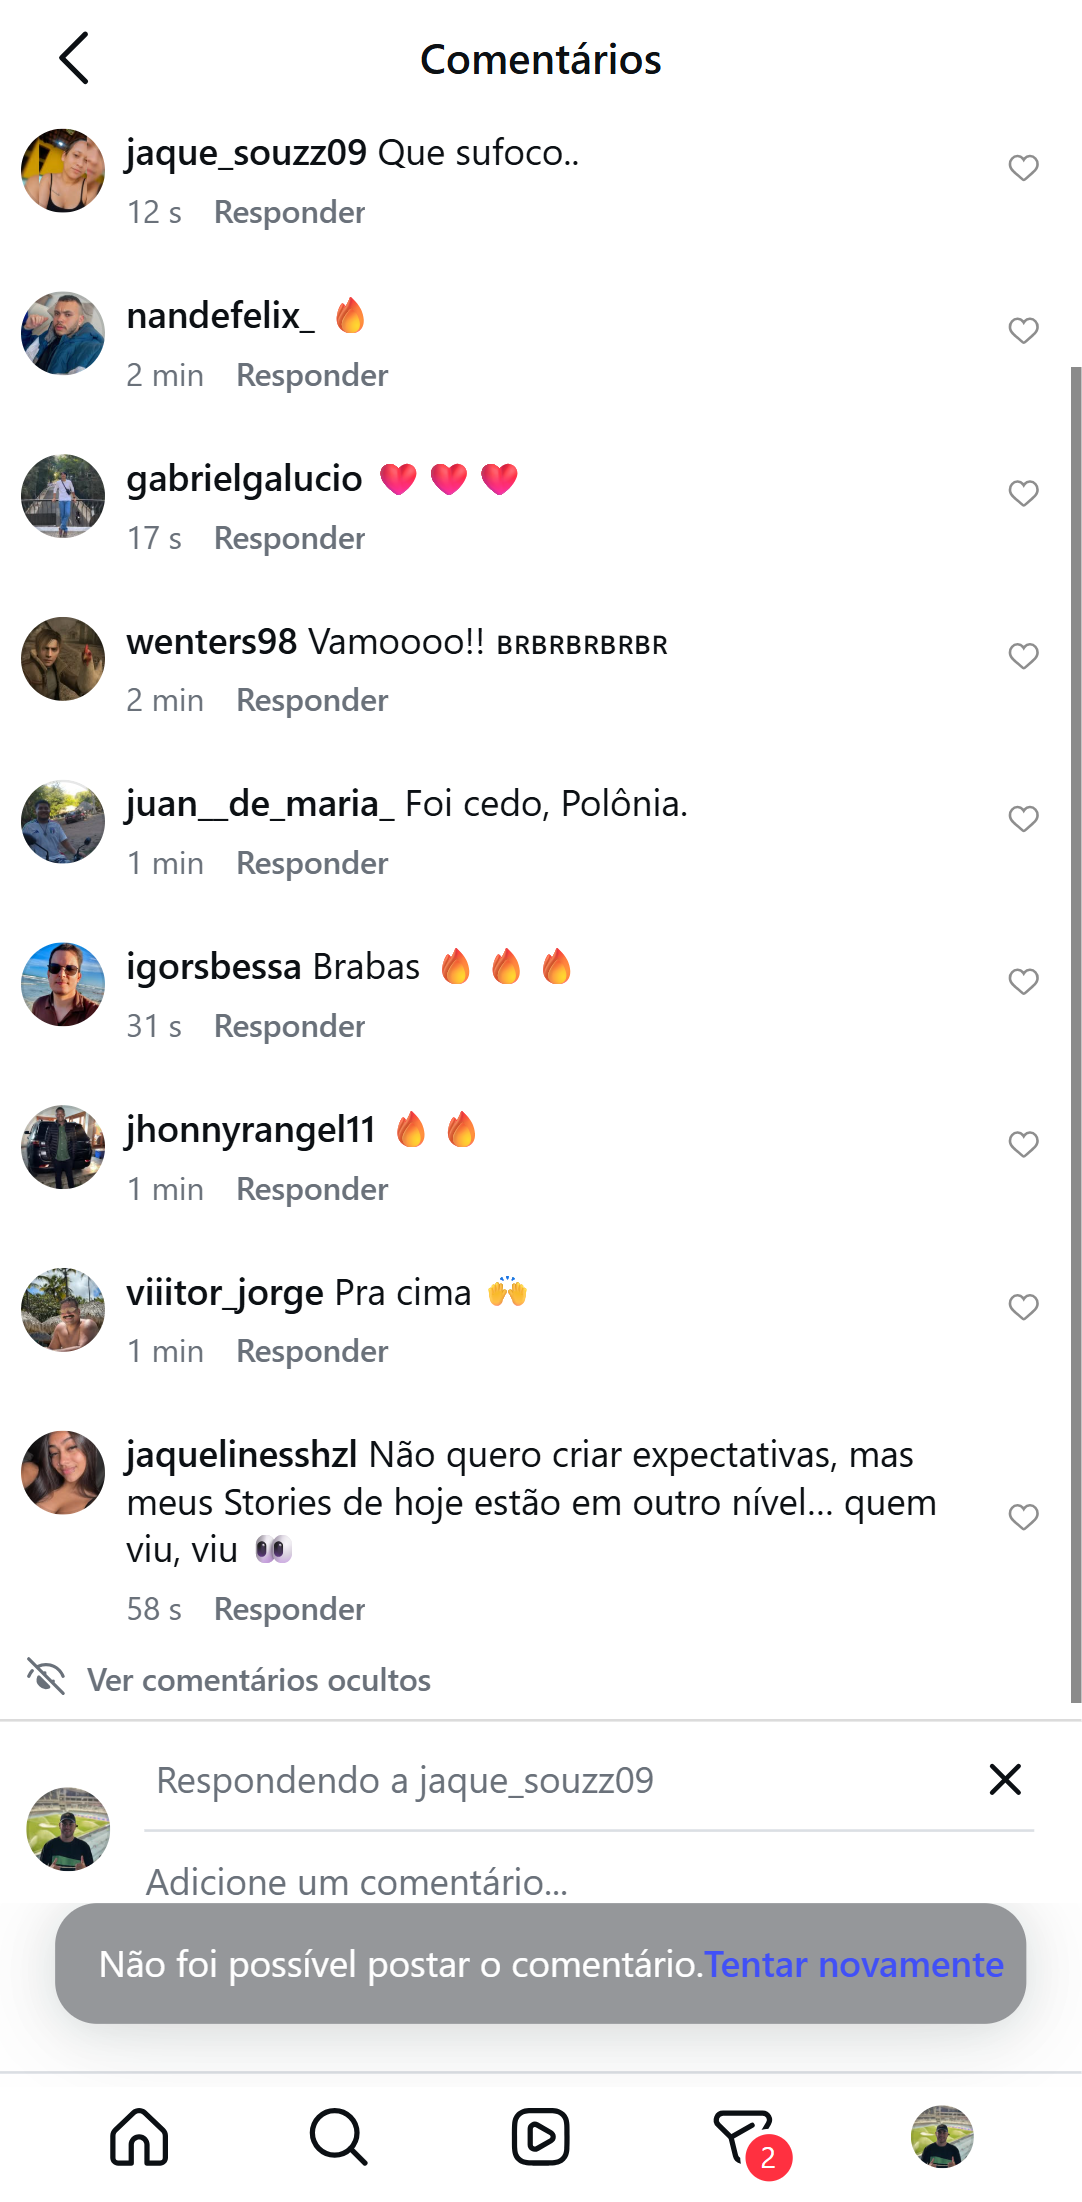 Comentários
jaque_souzz09 Que sufoco..
12 s Responder
nandefelix_ 🔥
2 min Responder
gabrielgalucio ❤️ ❤️ ❤️
17 s Responder
wenters98 Vamoooo!! 🇧🇷🇧🇷🇧🇷🇧🇷🇧🇷
2 min Responder
juan__de_maria_ Foi cedo, Polônia.
1 min Responder
igorsbessa Brabas 🔥 🔥 🔥
31 s Responder
jhonnyrangel11 🔥 🔥
1 min Responder
viiitor_jorge Pra cima 🙌
1 min Responder
jaquelinesshzl Não quero criar expectativas, mas
meus Stories de hoje estão em outro nível... quem
viu, viu 👀
58 s Responder
Ver comentários ocultos
Respondendo a jaque_souzz09
Adicione um comentário...
Não foi possível postar o comentário.Tentar novamente
2